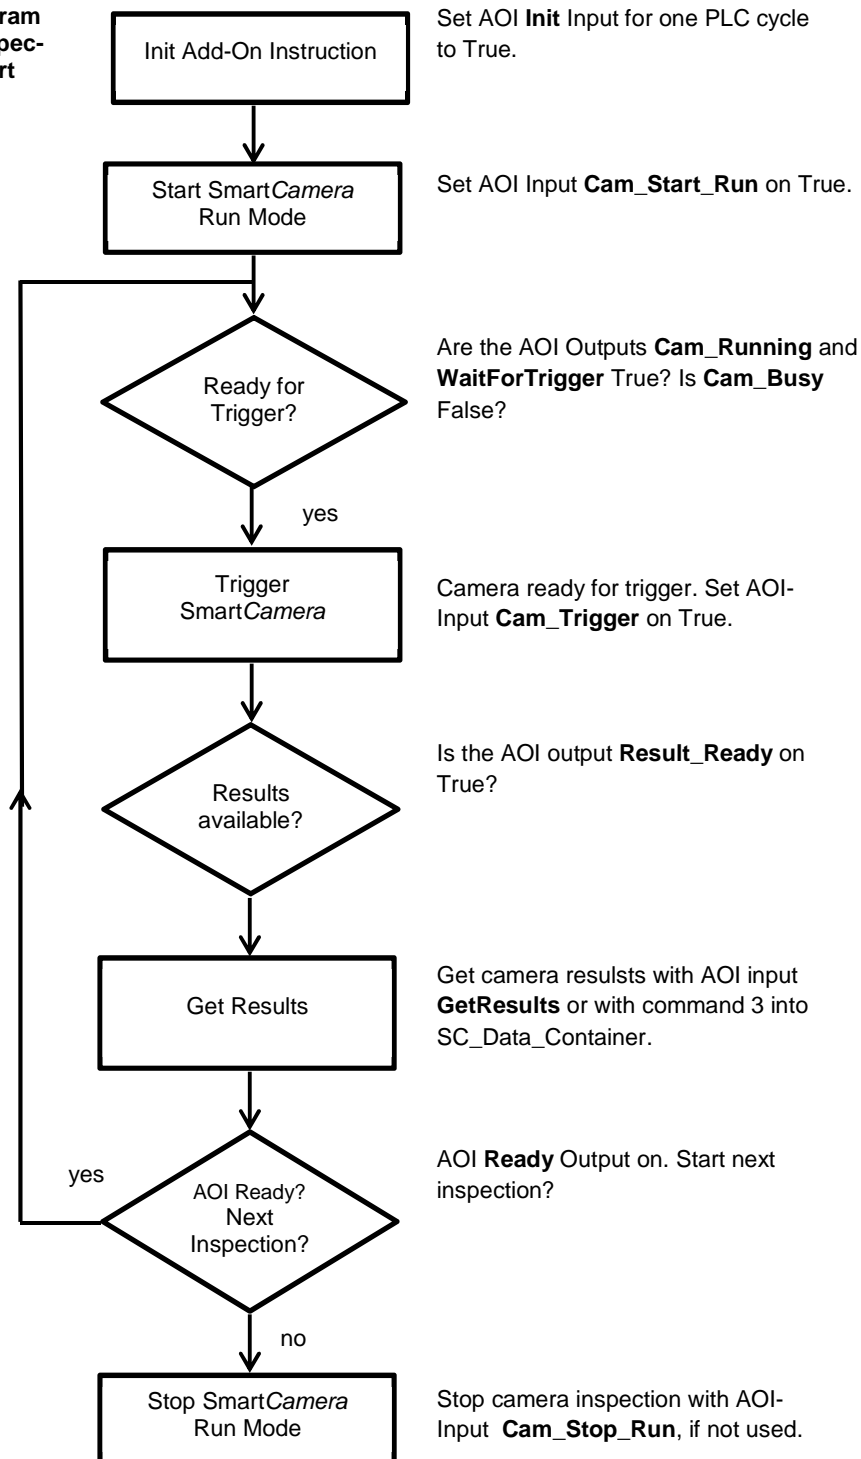 ram
pec-
rt
Init Add-On Instruction
Set AOI Init Input for one PLC cycle
to True.
Start SmartCamera
Run Mode
Set AOI Input Cam_Start_Run on True.
Ready for
Trigger?
Are the AOI Outputs Cam_Running and
WaitForTrigger True? Is Cam_Busy
False?
yes
Trigger
SmartCamera
Camera ready for trigger. Set AOI-
Input Cam_Trigger on True.
Results
available?
Is the AOI output Result_Ready on
True?
Get Results
Get camera resulsts with AOI input
GetResults or with command 3 into
SC_Data_Container.
yes
AOI Ready?
Next
Inspection?
AOI Ready Output on. Start next
inspection?
no
Stop SmartCamera
Run Mode
Stop camera inspection with AOI-
Input Cam_Stop_Run, if not used.